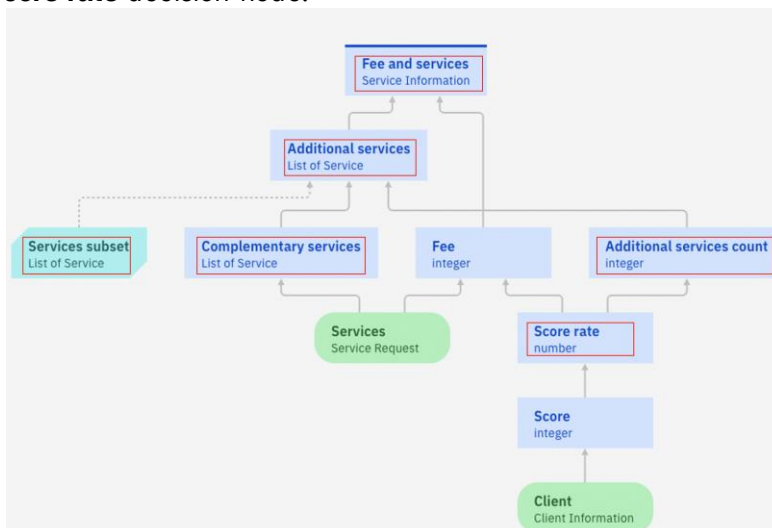 decision node.
Fee and services
Service Information
Additional services
List of Service
Services subset
List of Service
Complementary services
List of Service
Fee
integer
Additional services count
integer
Services
Service Request
Score rate
number
Score
integer
Client
Client Information